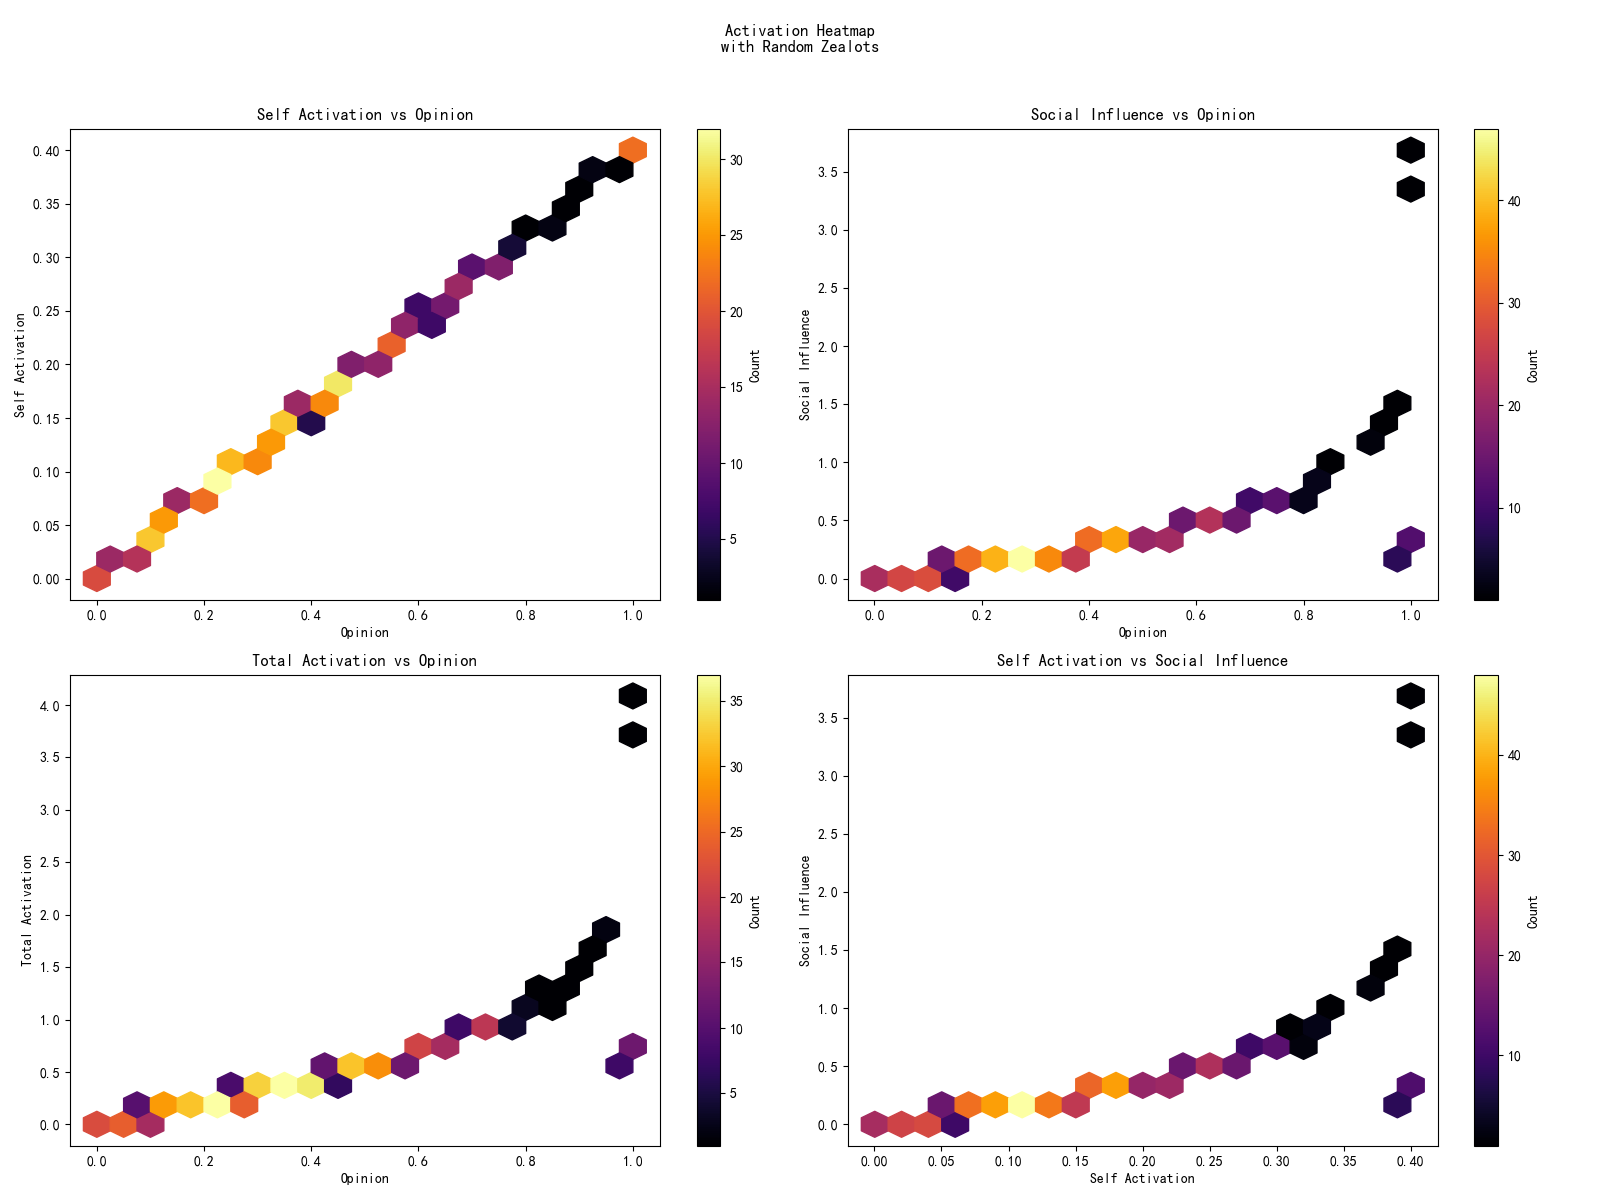 Activation Heatmap
with Random Zealots
Self Activation vs Opinion
0.40
0.35
0.30
0.25
0.20
0.15
0.10
0.05
0.00
Self Activation
0.0 0.2 0.4 0.6 0.8 1.0
Opinion
30
25
20
15
10
5
Count
Social Influence vs Opinion
3.5
3.0
2.5
2.0
1.5
1.0
0.5
0.0
Social Influence
0.0 0.2 0.4 0.6 0.8 1.0
Opinion
40
30
20
10
Count
Total Activation vs Opinion
4.0
3.5
3.0
2.5
2.0
1.5
1.0
0.5
0.0
Total Activation
0.0 0.2 0.4 0.6 0.8 1.0
Opinion
35
30
25
20
15
10
5
Count
Self Activation vs Social Influence
3.5
3.0
2.5
2.0
1.5
1.0
0.5
0.0
Social Influence
0.00 0.05 0.10 0.15 0.20 0.25 0.30 0.35 0.40
Self Activation
40
30
20
10
Count